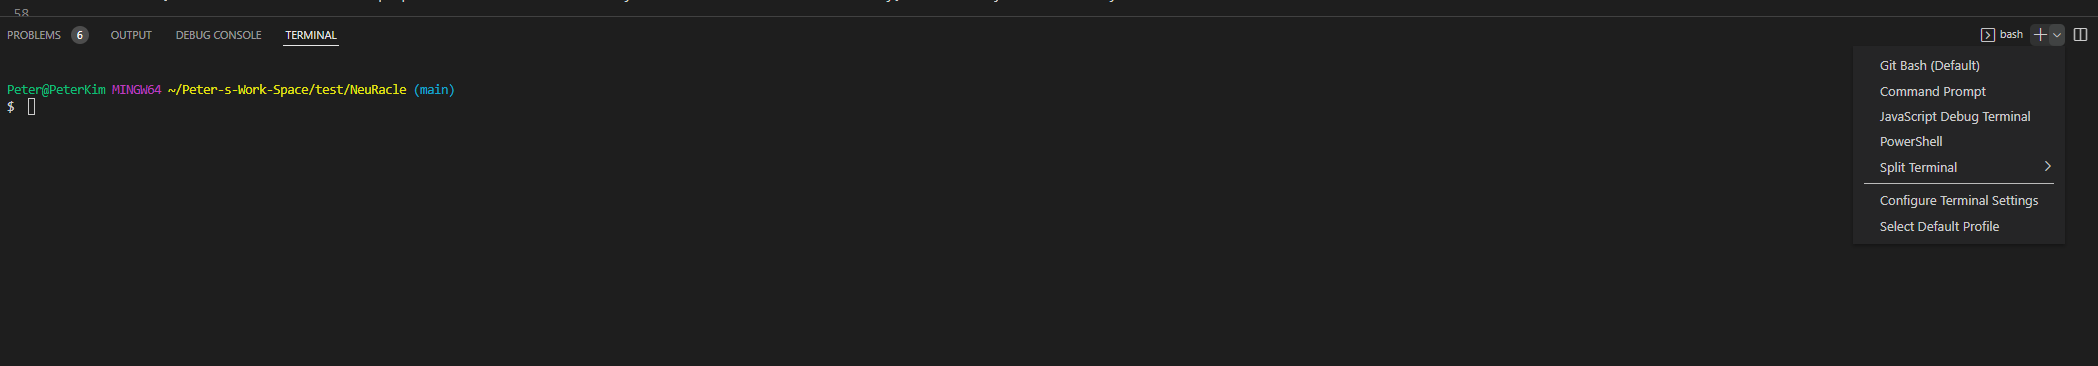 58
PROBLEMS 6 OUTPUT DEBUG CONSOLE TERMINAL bash
Peter@PeterKim MINGW64 ~/Peter-s-Work-Space/test/NeuRacle (main)
$
Git Bash (Default)
Command Prompt
JavaScript Debug Terminal
PowerShell
Split Terminal
Configure Terminal Settings
Select Default Profile